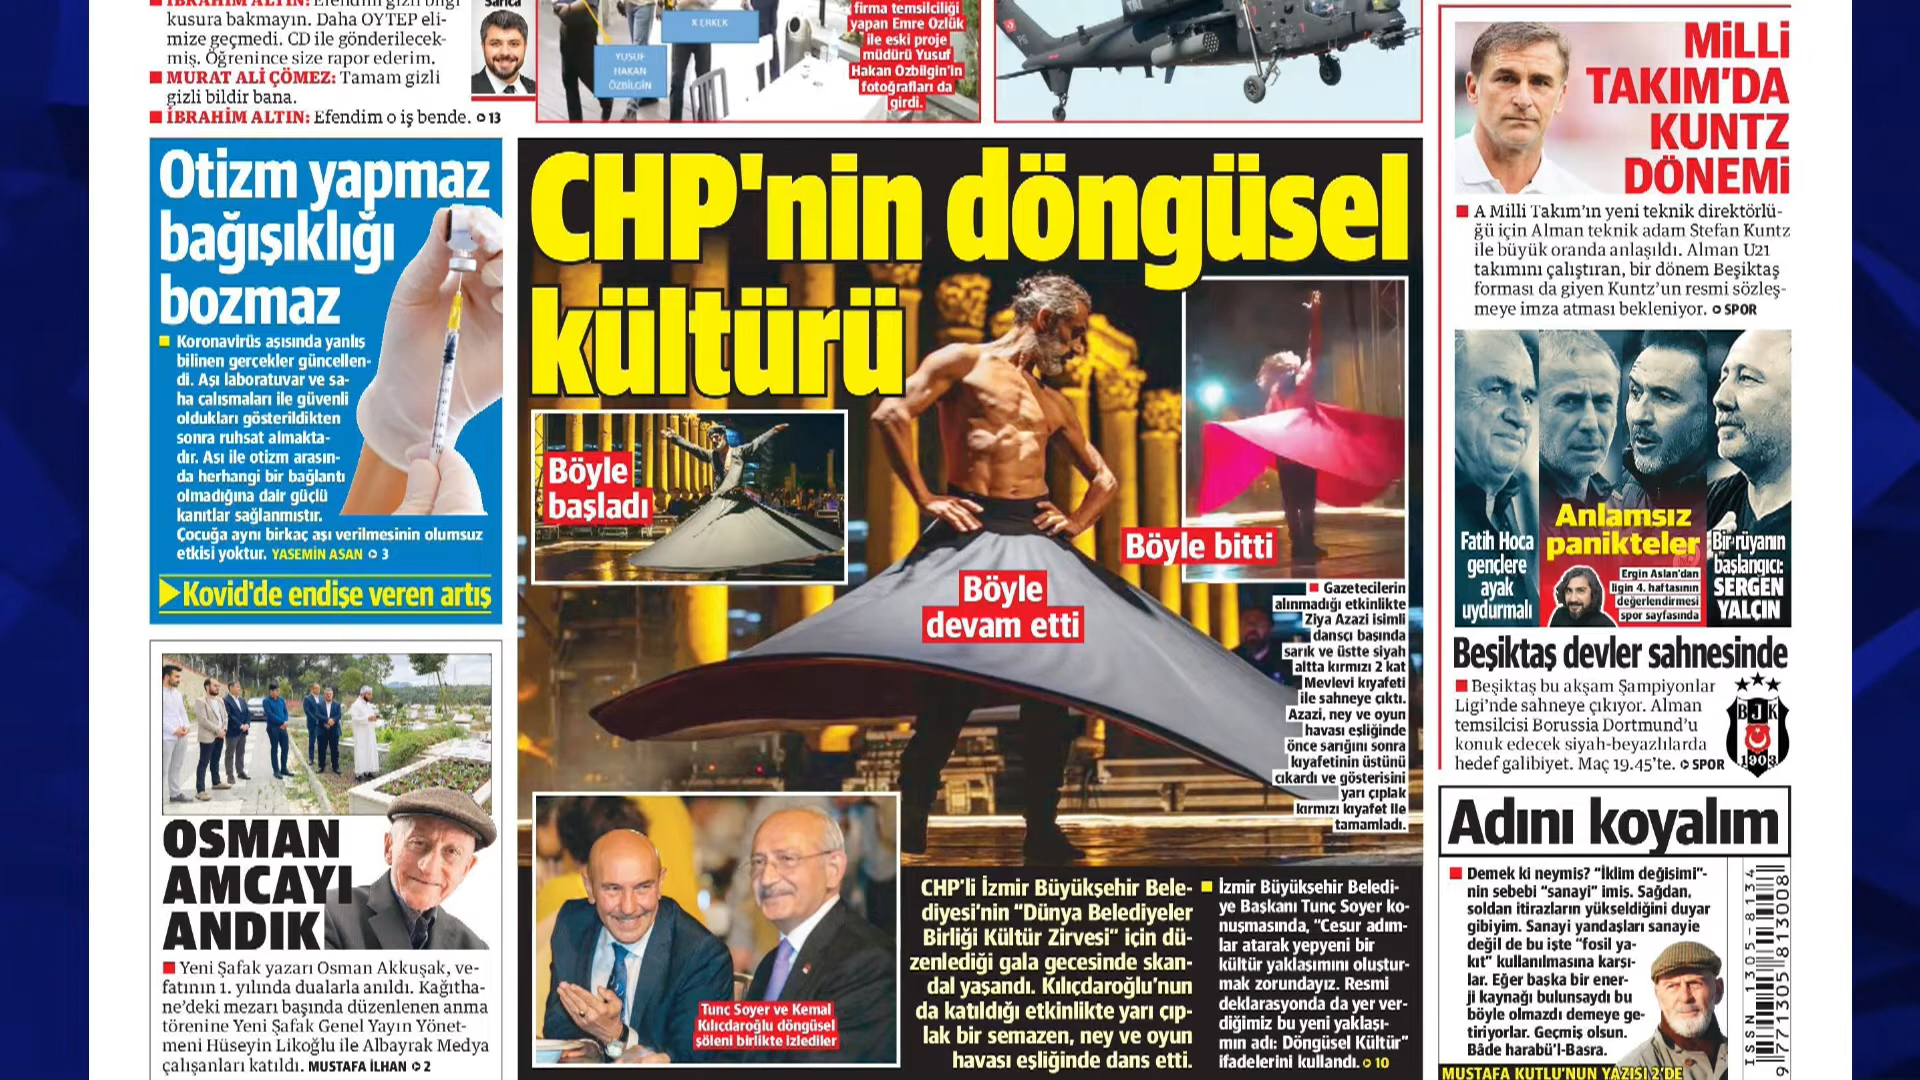 İBRAHİM ALTIN: Efendim gizli bilgi
kusura bakmayın. Daha OYTEP eli-
mize geçmedi. CD ile gönderilecek-
miş. Öğrenince size rapor ederim.
MURAT ALİ ÇÖMEZ: Tamam gizli
gizli bildir bana.
İBRAHİM ALTIN: Efendim o iş bende. 13
Sarıca
X ERKEK
YUSUF
HAKAN
ÖZBİLGİN
firma temsilciliği
yapan Emre Özlük
ile eski proje
müdürü Yusuf
Hakan Özbilgin'in
fotoğrafları da
girdi.
TAI
Otizm yapmaz
bağışıklığı
bozmaz
Koronavirüs aşısında yanlış
bilinen gerçekler güncellen-
di. Aşı laboratuvar ve sa-
ha çalışmaları ile güvenli
oldukları gösterildikten
sonra ruhsat almakta-
dır. Aşı ile otizm arasın-
da herhangi bir bağlantı
olmadığına dair güçlü
kanıtlar sağlanmıştır.
Çocuğa aynı birkaç aşı verilmesinin olumsuz
etkisi yoktur. YASEMİN ASAN 3
Kovid'de endişe veren artış
OSMAN
AMCAYI
ANDIK
Yeni Şafak yazarı Osman Akkuşak, ve-
fatının 1. yılında dualarla anıldı. Kağıtha-
ne'deki mezarı başında düzenlenen anma
törenine Yeni Şafak Genel Yayın Yönet-
meni Hüseyin Likoğlu ile Albayrak Medya
çalışanları katıldı. MUSTAFA İLHAN 2
CHP'nin döngüsel
kültürü
Böyle
başladı
Böyle
devam etti
Böyle bitti
Gazetecilerin
alınmadığı etkinlikte
Ziya Azazi isimli
dansçı başında
sarık ve üstte siyah
altta kırmızı 2 kat
Mevlevi kıyafeti
ile sahneye çıktı.
Azazi, ney ve oyun
havası eşliğinde
önce sarığını sonra
kıyafetinin üstünü
çıkardı ve gösterisini
yarı çıplak
kırmızı kıyafet ile
tamamladı.
Tunç Soyer ve Kemal
Kılıçdaroğlu döngüsel
şöleni birlikte izlediler
CHP'li İzmir Büyükşehir Bele-
diyesi'nin "Dünya Belediyeler
Birliği Kültür Zirvesi" için dü-
zenlediği gala gecesinde skan-
dal yaşandı. Kılıçdaroğlu'nun
da katıldığı etkinlikte yarı çıp-
lak bir semazen, ney ve oyun
havası eşliğinde dans etti.
İzmir Büyükşehir Beledi-
ye Başkanı Tunç Soyer ko-
nuşmasında, "Cesur adım-
lar atarak yepyeni bir
kültür yaklaşımını oluştur-
mak zorundayız. Resmi
deklarasyonda da yer ver-
diğimiz bu yeni yaklaşı-
mın adı: Döngüsel Kültür"
ifadelerini kullandı. 10
MİLLİ
TAKIM'DA
KUNTZ
DÖNEMİ
A Milli Takım'ın yeni teknik direktörlü-
ğü için Alman teknik adam Stefan Kuntz
ile büyük oranda anlaşıldı. Alman U21
takımını çalıştıran, bir dönem Beşiktaş
forması da giyen Kuntz'un resmi sözleş-
meye imza atması bekleniyor. SPOR
Fatih Hoca
gençlere
ayak
uydurmalı
Anlamsız
panikteler
Ergin Aslan'dan
ligin 4. haftasının
değerlendirmesi
spor sayfasında
Bir rüyanın
başlangıcı:
SERGEN
YALÇIN
Beşiktaş devler sahnesinde
Beşiktaş bu akşam Şampiyonlar
Ligi'nde sahneye çıkıyor. Alman
temsilcisi Borussia Dortmund'u
konuk edecek siyah-beyazlılarda
hedef galibiyet. Maç 19.45'te. SPOR
BJK
1903
Adını koyalım
Demek ki neymiş? "İklim değişimi"-
nin sebebi "sanayi" imiş. Sağdan,
soldan itirazların yükseldiğini duyar
gibiyim. Sanayi yandaşları sanayie
değil de bu işte "fosil ya-
kıt" kullanılmasına karşı-
lar. Eğer başka bir ener-
ji kaynağı bulunsaydı bu
böyle olmazdı demeye ge-
tiriyorlar. Geçmiş olsun.
Bâde harabü'l-Basra.
MUSTAFA KUTLU'NUN YAZISI 2'DE
ISSN 1305-8134
9 771305 813008